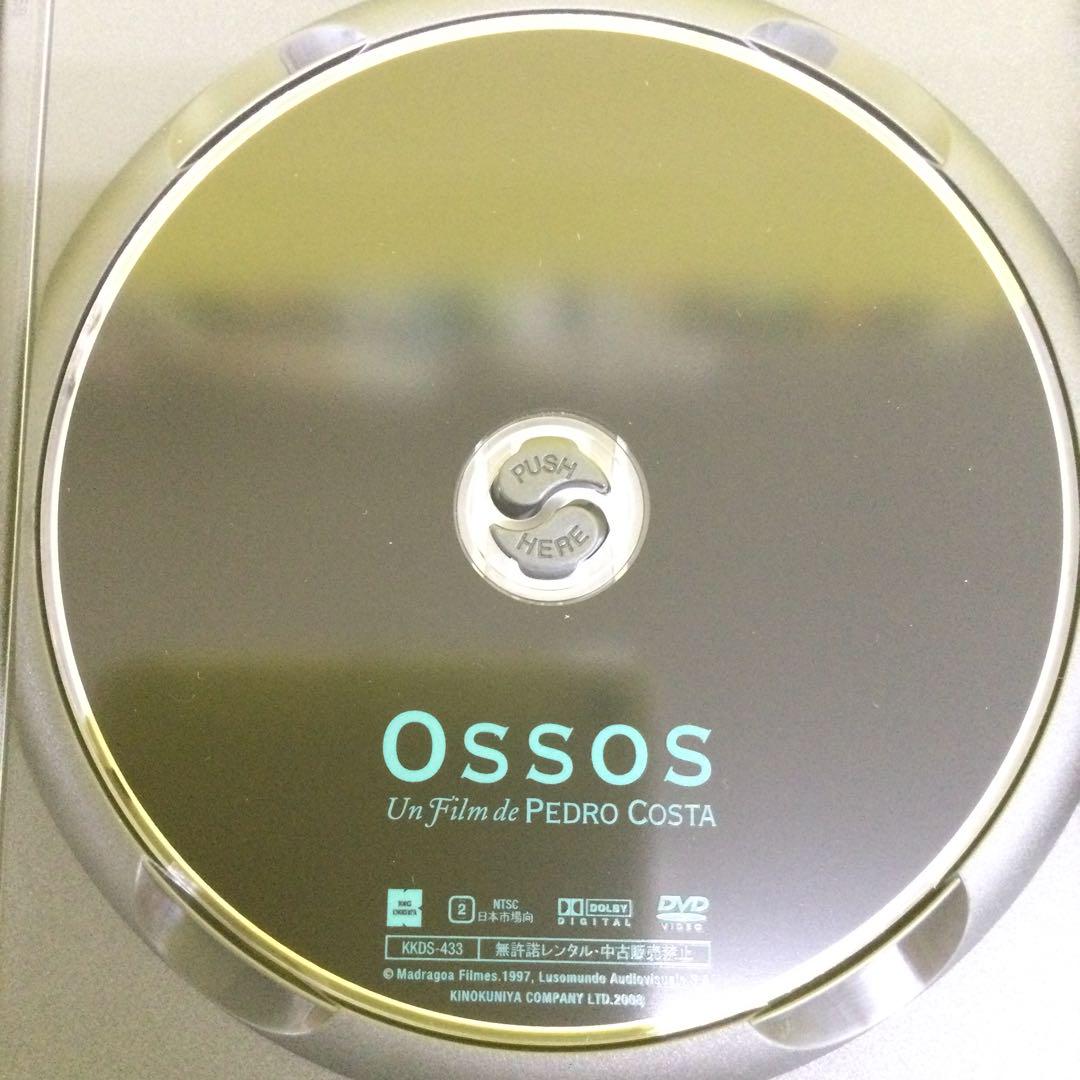 PUSH
HERE
OSSOS
Un Film de PEDRO COSTA
2 NTSC 日本市場向 DOLBY DIGITAL DVD VIDEO
KKDS-433 無許諾レンタル・中古販売禁止
© Madragoa Filmes.1997, Lusomundo Audiovisuais
KINOKUNIYA COMPANY LTD.2008